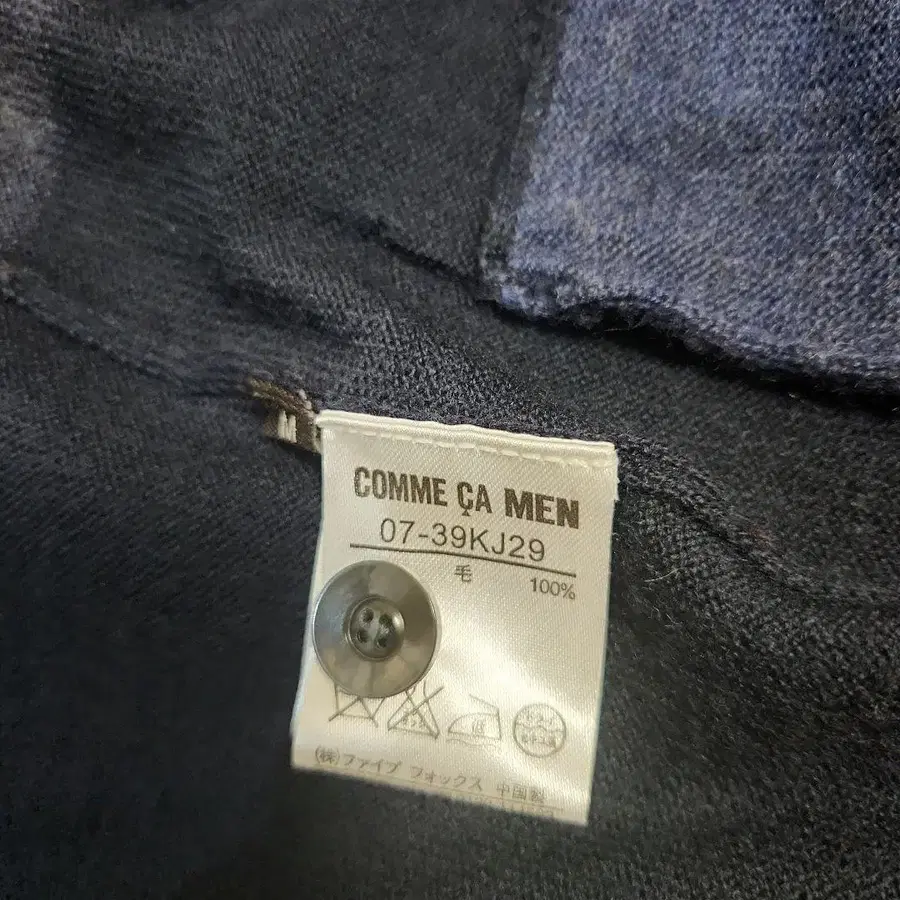 M
COMME ÇA MEN
07-39KJ29
毛 100%
(株)ファイブ フォックス 中国製